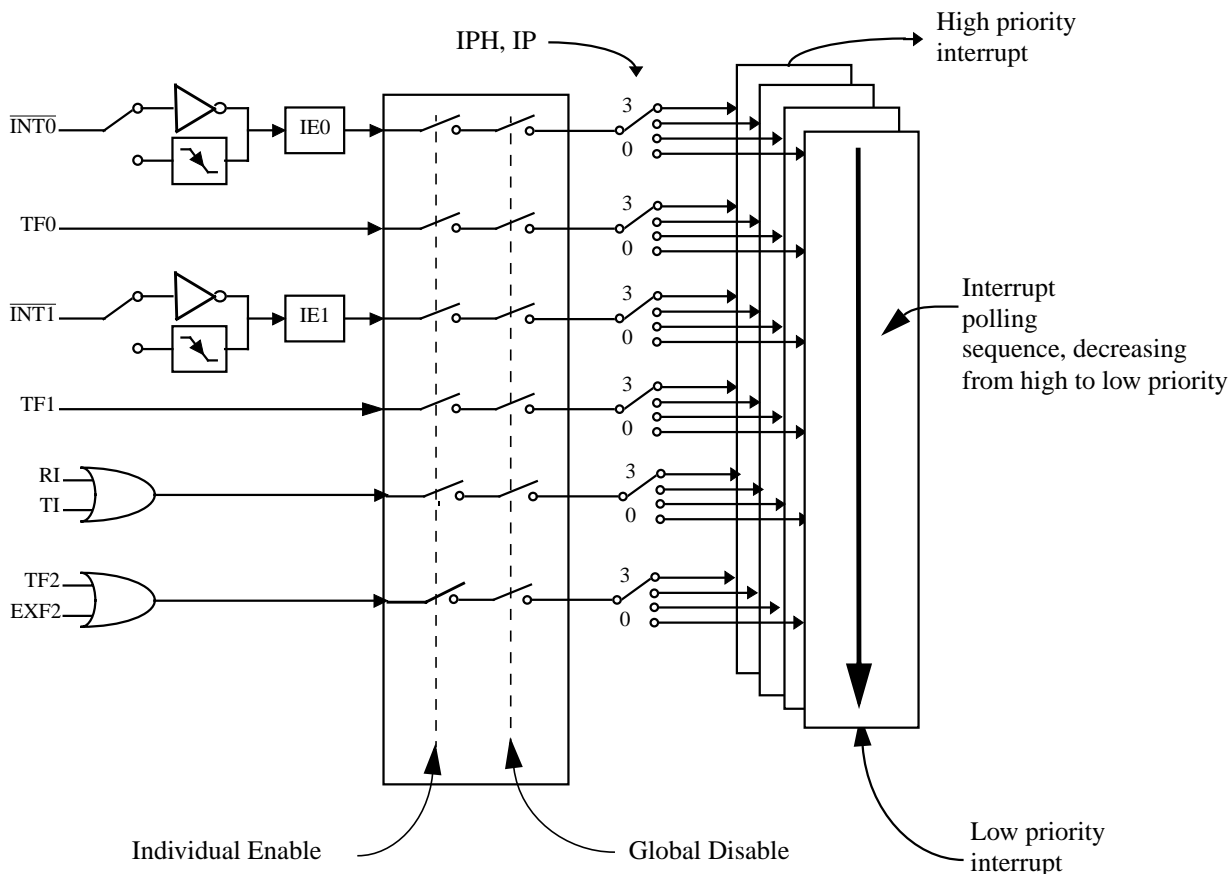 High priority
interrupt
IPH, IP
INT0
IE0
3
0
TF0
3
0
INT1
IE1
3
0
Interrupt
polling
sequence, decreasing
from high to low priority
TF1
3
0
RI
TI
3
0
TF2
EXF2
3
0
Individual Enable
Global Disable
Low priority
interrupt